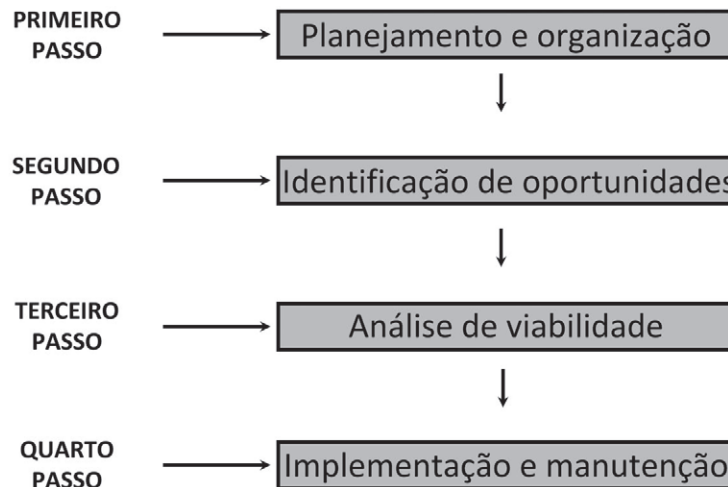 PRIMEIRO
PASSO
Planejamento e organização
SEGUNDO
PASSO
Identificação de oportunidades
TERCEIRO
PASSO
Análise de viabilidade
QUARTO
PASSO
Implementação e manutenção